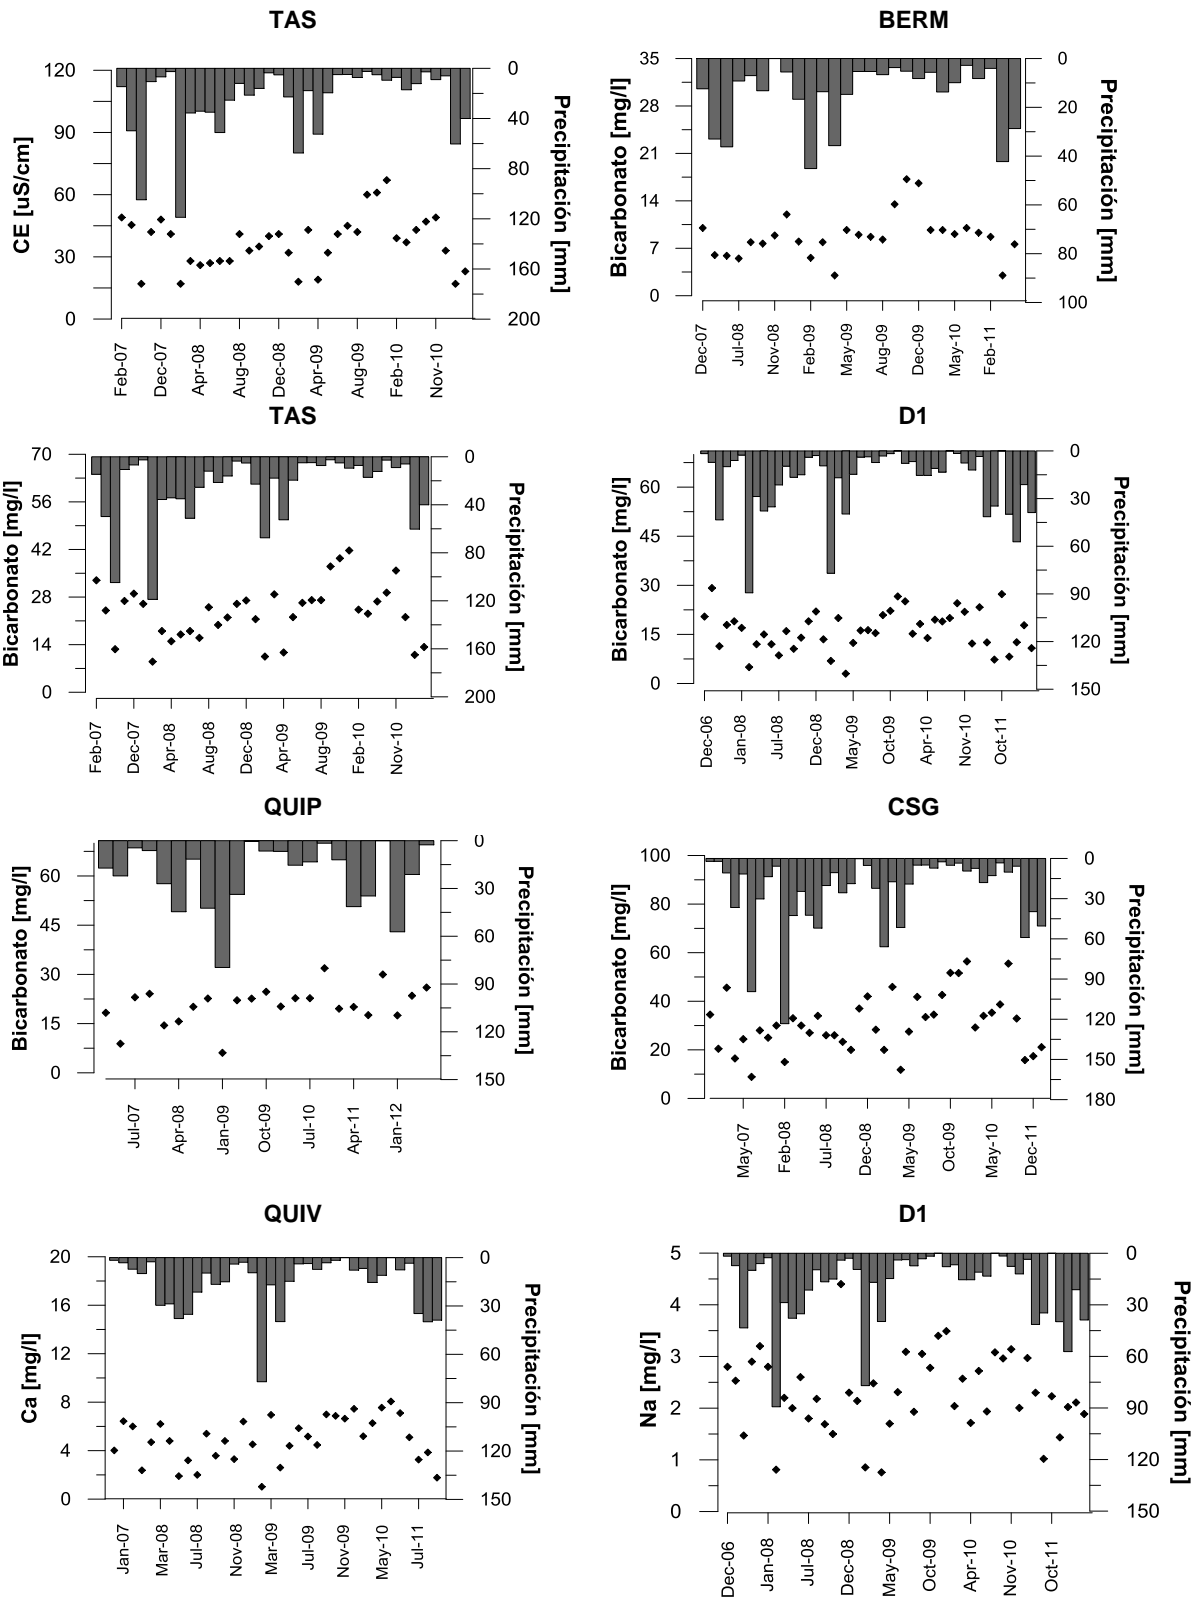 TAS
CE [uS/cm]
120
90
60
30
0
0
40
80
120
160
200
Precipitación [mm]
Feb-07
Dec-07
Apr-08
Aug-08
Dec-08
Apr-09
Aug-09
Feb-10
Nov-10
BERM
Bicarbonato [mg/l]
35
28
21
14
7
0
0
20
40
60
80
100
Precipitación [mm]
Dec-07
Jul-08
Nov-08
Feb-09
May-09
Aug-09
Dec-09
May-10
Feb-11
TAS
Bicarbonato [mg/l]
70
56
42
28
14
0
0
40
80
120
160
200
Precipitación [mm]
Feb-07
Dec-07
Apr-08
Aug-08
Dec-08
Apr-09
Aug-09
Feb-10
Nov-10
D1
Bicarbonato [mg/l]
60
45
30
15
0
0
30
60
90
120
150
Precipitación [mm]
Dec-06
Jan-08
Jul-08
Dec-08
May-09
Oct-09
Apr-10
Nov-10
Oct-11
QUIP
Bicarbonato [mg/l]
60
45
30
15
0
0
30
60
90
120
150
Precipitación [mm]
Jul-07
Apr-08
Jan-09
Oct-09
Jul-10
Apr-11
Jan-12
CSG
Bicarbonato [mg/l]
100
80
60
40
20
0
0
30
60
90
120
150
180
Precipitación [mm]
May-07
Feb-08
Jul-08
Dec-08
May-09
Oct-09
May-10
Dec-11
QUIV
Ca [mg/l]
20
16
12
8
4
0
0
30
60
90
120
150
Precipitación [mm]
Jan-07
Mar-08
Jul-08
Nov-08
Mar-09
Jul-09
Nov-09
May-10
Jul-11
D1
Na [mg/l]
5
4
3
2
1
0
0
30
60
90
120
150
Precipitación [mm]
Dec-06
Jan-08
Jul-08
Dec-08
May-09
Oct-09
Apr-10
Nov-10
Oct-11